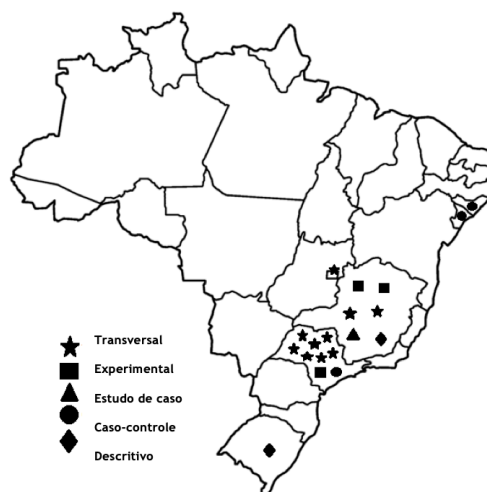 Transversal
Experimental
Estudo de caso
Caso-controle
Descritivo